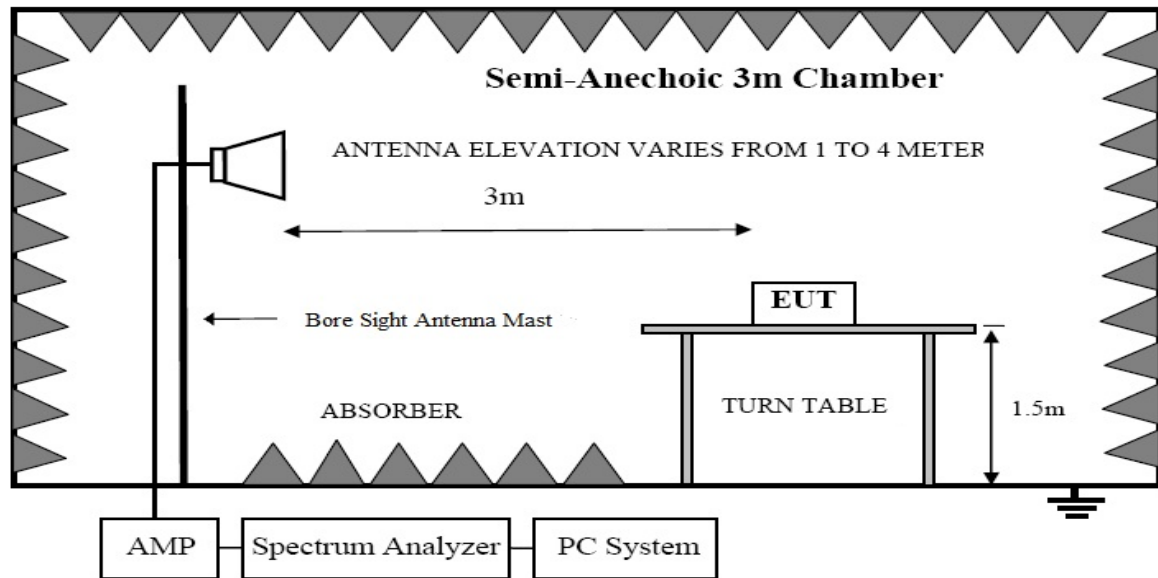 Semi-Anechoic 3m Chamber
ANTENNA ELEVATION VARIES FROM 1 TO 4 METER
3m
EUT
Bore Sight Antenna Mast
ABSORBER
TURN TABLE
1.5m
AMP
Spectrum Analyzer
PC System